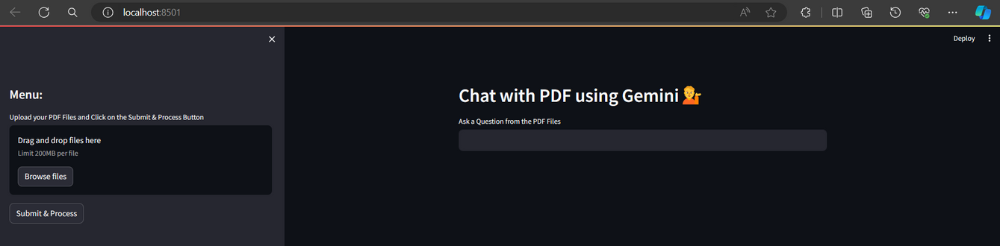 localhost:8501
Deploy
Menu:
Upload your PDF Files and Click on the Submit & Process Button
Drag and drop files here
Limit 200MB per file
Browse files
Submit & Process
Chat with PDF using Gemini 💁
Ask a Question from the PDF Files